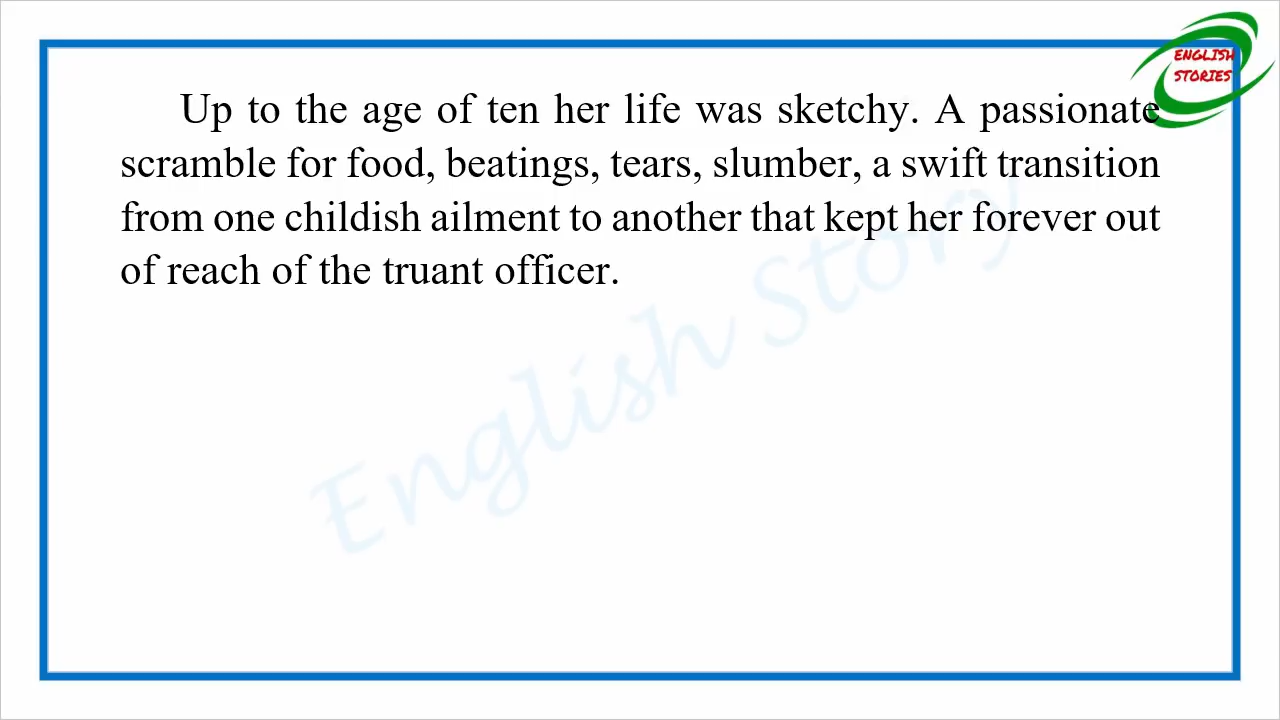 ENGLISH
STORIES
Up to the age of ten her life was sketchy. A passionate
scramble for food, beatings, tears, slumber, a swift transition
from one childish ailment to another that kept her forever out
of reach of the truant officer.
English Story